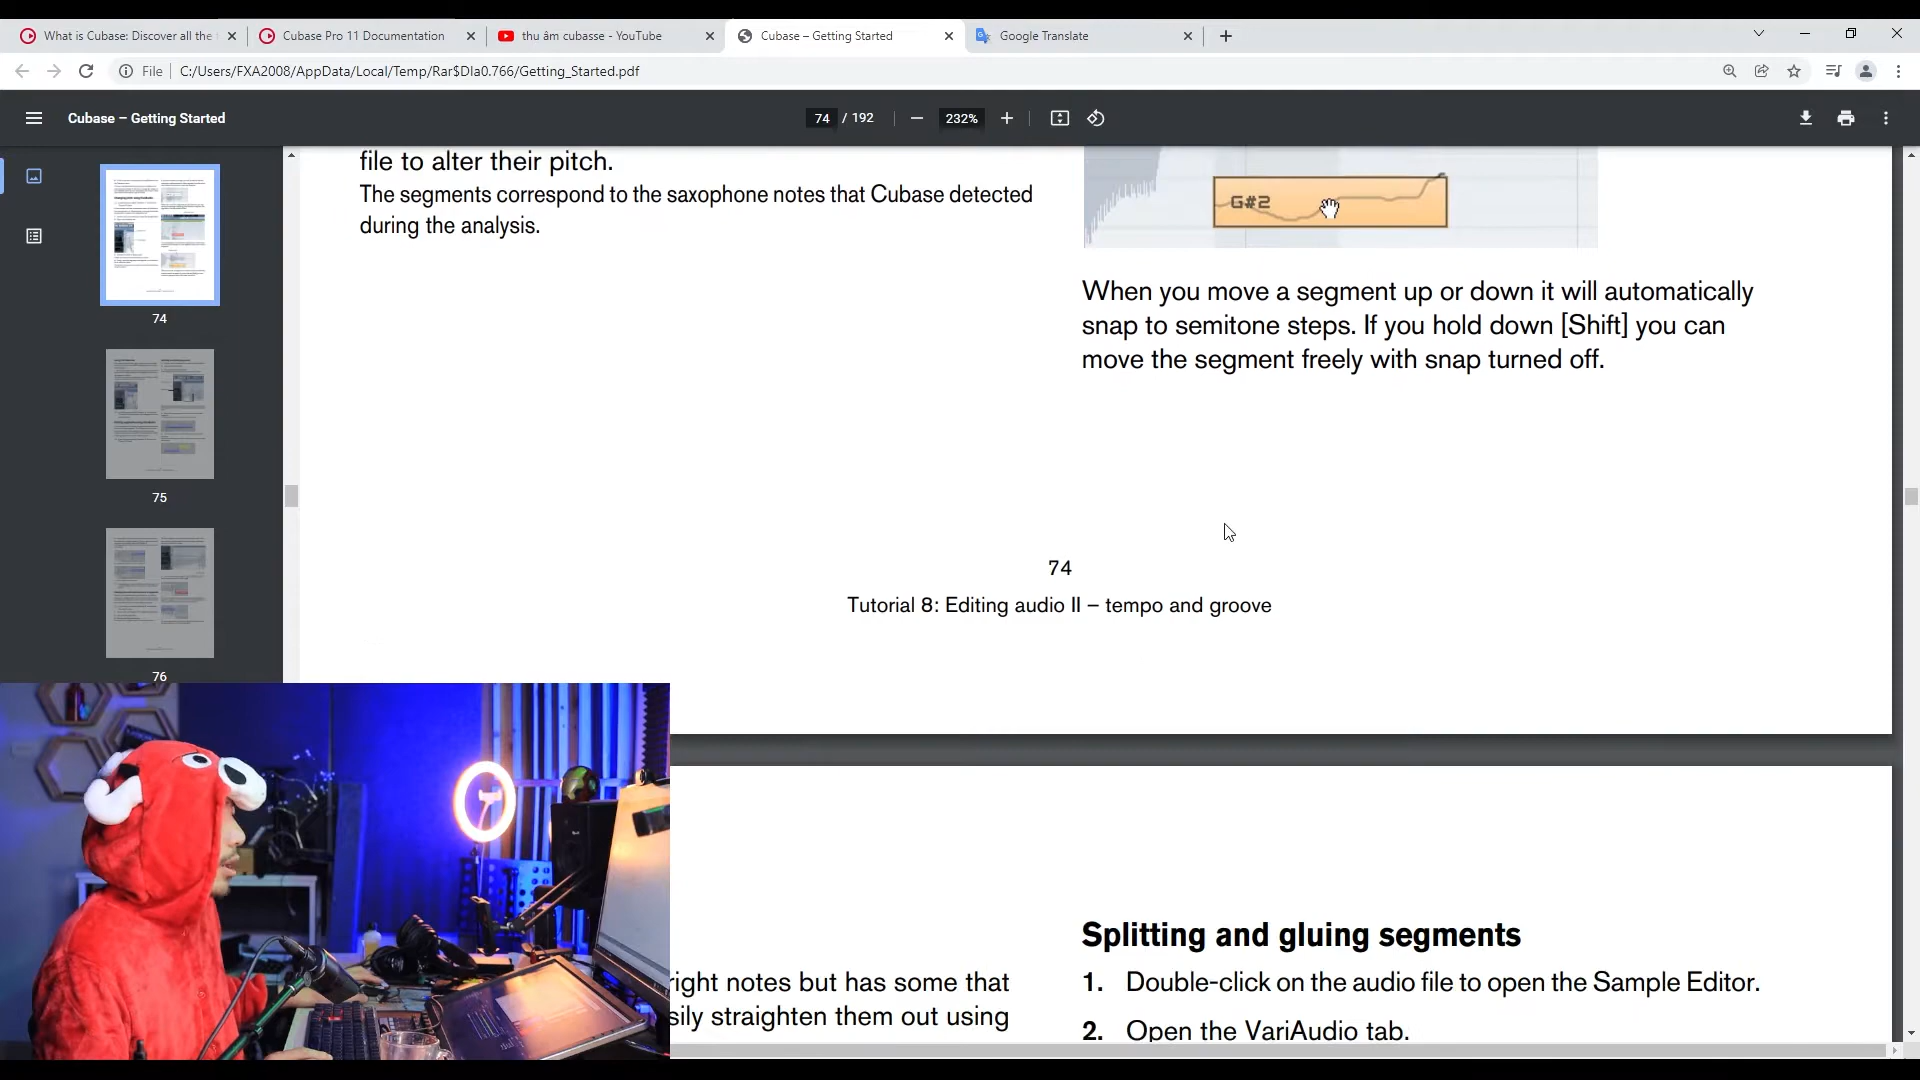 What is Cubase: Discover all the
Cubase Pro 11 Documentation
thu âm cubasse - YouTube
Cubase – Getting Started
Google Translate
File
C:/Users/FXA2008/AppData/Local/Temp/Rar$DIa0.766/Getting_Started.pdf
Cubase – Getting Started
74 / 192
232%
74
75
76
file to alter their pitch.
The segments correspond to the saxophone notes that Cubase detected
during the analysis.
G#2
When you move a segment up or down it will automatically
snap to semitone steps. If you hold down [Shift] you can
move the segment freely with snap turned off.
74
Tutorial 8: Editing audio II – tempo and groove
right notes but has some that
sily straighten them out using
Splitting and gluing segments
1. Double-click on the audio file to open the Sample Editor.
2. Open the VariAudio tab.